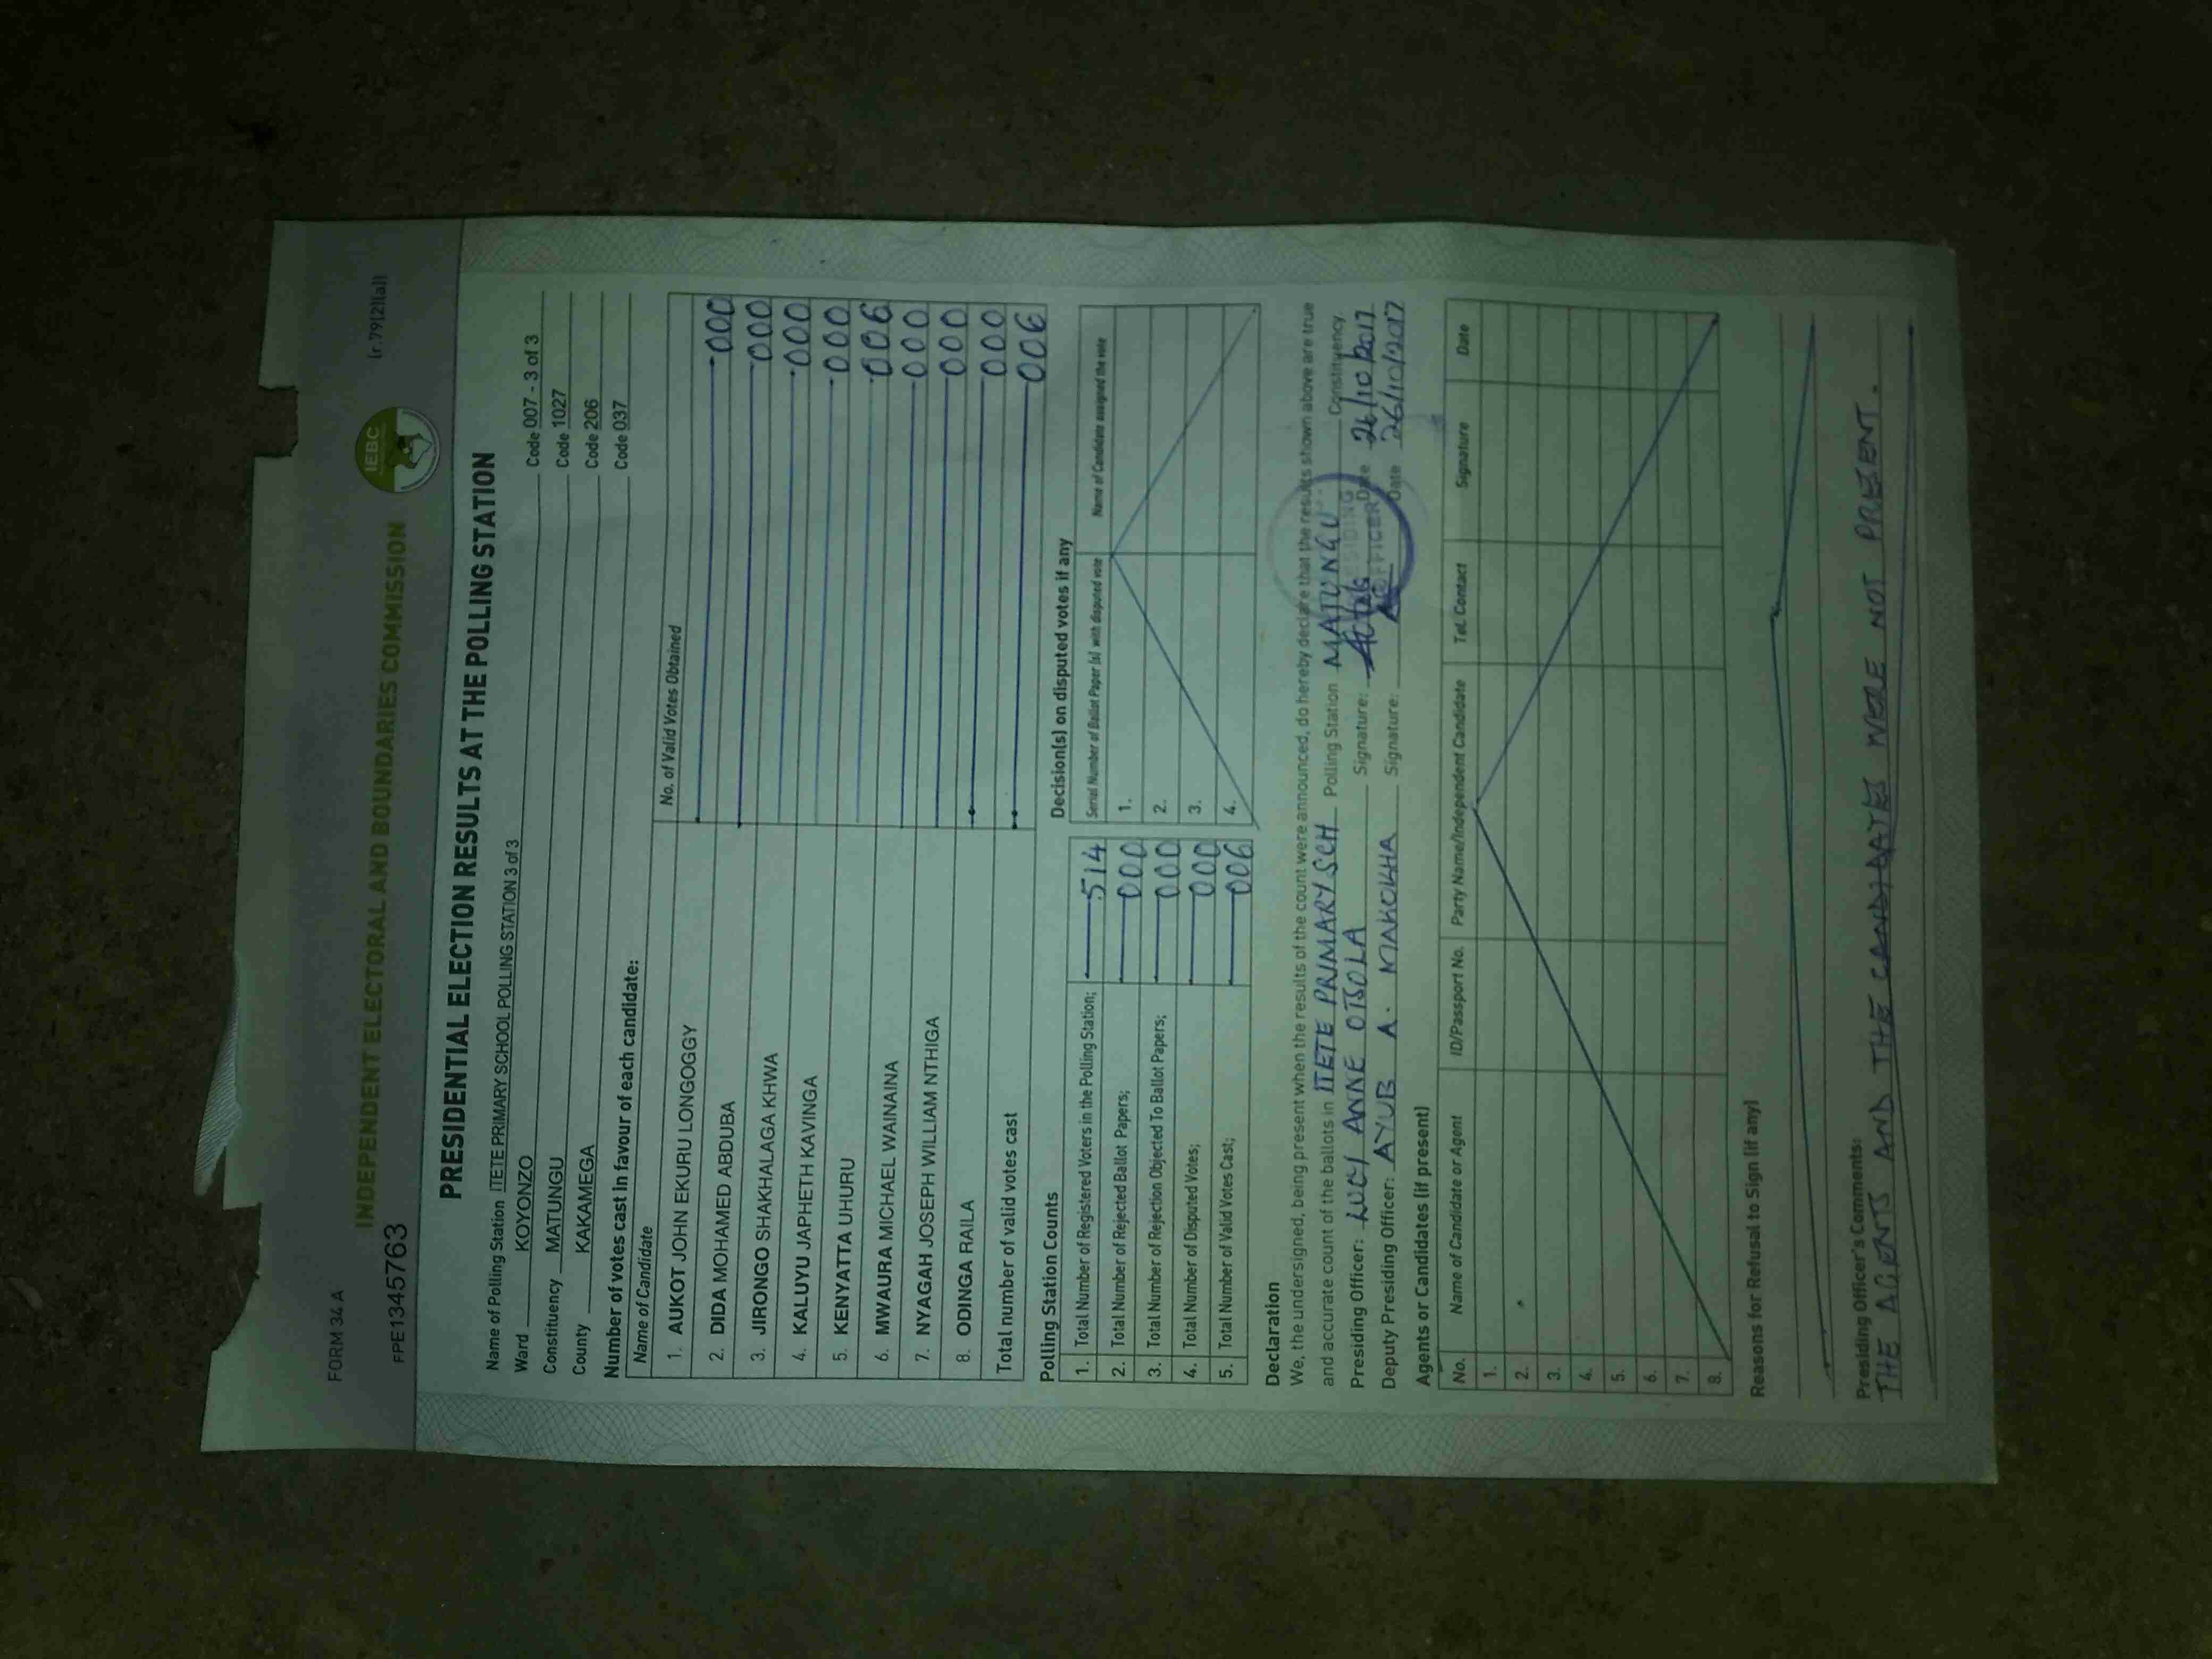 FORM 34 A
(r.79(2)(a))
INDEPENDENT ELECTORAL AND BOUNDARIES COMMISSION
IEBC
FPE1345763
PRESIDENTIAL ELECTION RESULTS AT THE POLLING STATION
Name of Polling Station ITETE PRIMARY SCHOOL POLLING STATION 3 of 3 Code 007 - 3 of 3
Ward KOYONZO Code 1027
Constituency MATUNGU Code 206
County KAKAMEGA Code 037
Number of votes cast in favour of each candidate:
Name of Candidate No. of Valid Votes Obtained
1. AUKOT JOHN EKURU LONGOGGY 000
2. DIDA MOHAMED ABDUBA 000
3. JIRONGO SHAKHALAGA KHWA 000
4. KALUYU JAPHETH KAVINGA 000
5. KENYATTA UHURU 006
6. MWAURA MICHAEL WAINAINA 000
7. NYAGAH JOSEPH WILLIAM NTHIGA 000
8. ODINGA RAILA 000
Total number of valid votes cast 006
Polling Station Counts
1. Total Number of Registered Voters in the Polling Station; 514
2. Total Number of Rejected Ballot Papers; 000
3. Total Number of Rejection Objected To Ballot Papers; 000
4. Total Number of Disputed Votes; 000
5. Total Number of Valid Votes Cast; 006
Decision(s) on disputed votes if any
Serial Number of Ballot Paper (s) with disputed vote Name of Candidate assigned the vote
1.
2.
3.
4.
Declaration
We, the undersigned, being present when the results of the count were announced, do hereby declare that the results shown above are true
and accurate count of the ballots in ITETE PRIMARY SCH Polling Station MATUNGU Constituency
Presiding Officer: LUCY ANNE OTSOLA Signature: Date 26/10/2017
Deputy Presiding Officer: AYUB A. MAKOKHA Signature: Date 26/10/2017
PRESIDING
OFFICER
Agents or Candidates (if present)
No. Name of Candidate or Agent ID/Passport No. Party Name/Independent Candidate Tel. Contact Signature Date
1.
2.
3.
4.
5.
6.
7.
8.
Reasons for Refusal to Sign (if any)
Presiding Officer's Comments:
THE AGENTS AND THE CANDIDATES WERE NOT PRESENT.